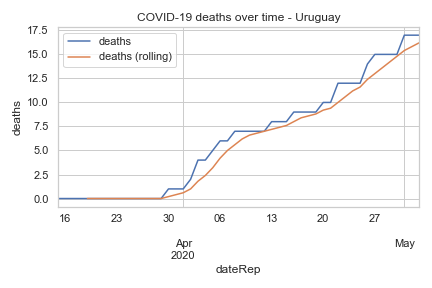 COVID-19 deaths over time - Uruguay
deaths
deaths (rolling)
17.5
15.0
12.5
10.0
7.5
5.0
2.5
0.0
deaths
16 23 30 06 13 20 27
Apr May
2020
dateRep